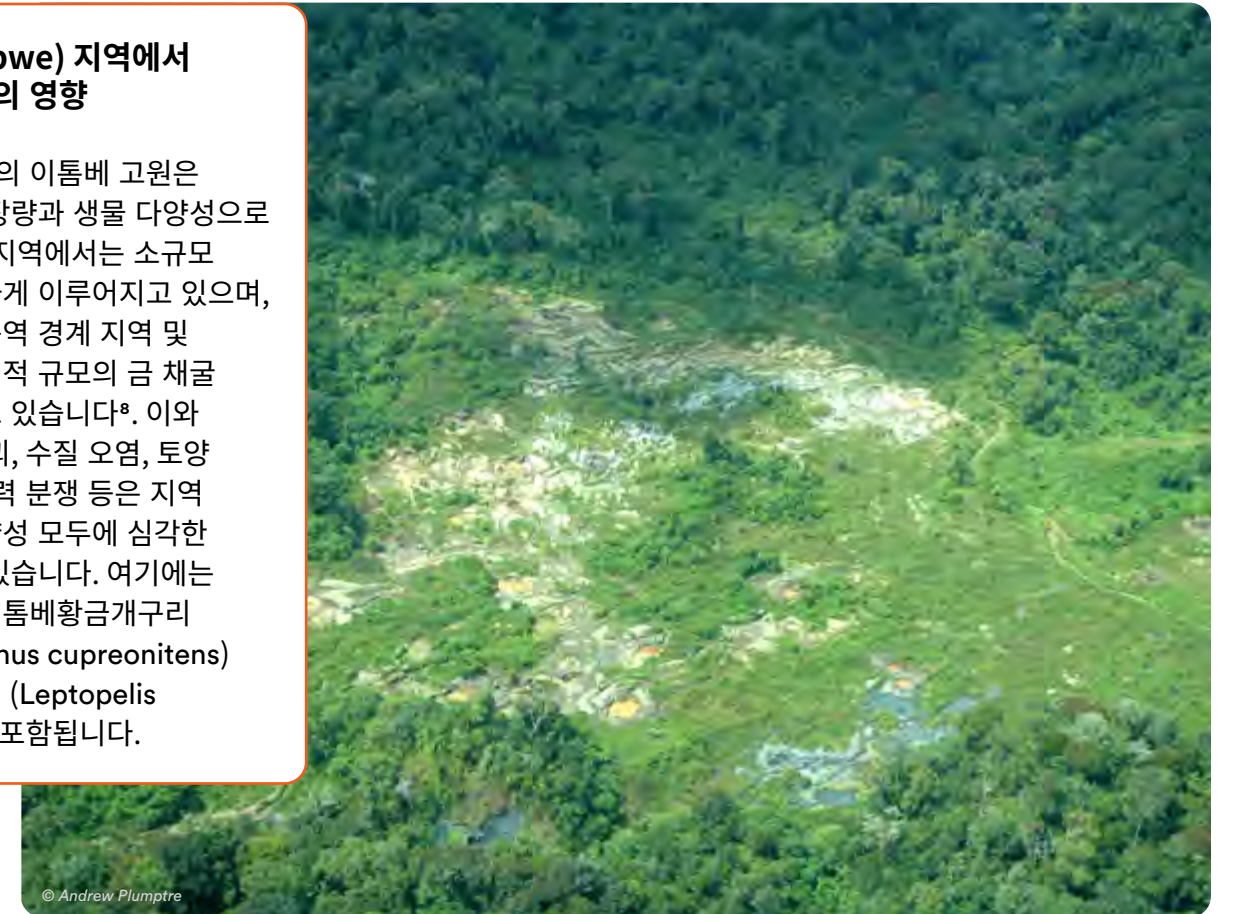 owe) 지역에서
의 영향
의 이톰베 고원은
장량과 생물 다양성으로
지역에서는 소규모
하게 이루어지고 있으며,
구역 경계 지역 및
적 규모의 금 채굴
있습니다⁸. 이와
수질 오염, 토양
력 분쟁 등은 지역
양성 모두에 심각한
있습니다. 여기에는
톰베황금개구리
nus cupreonitens)
(Leptopelis
포함됩니다.
© Andrew Plumptre